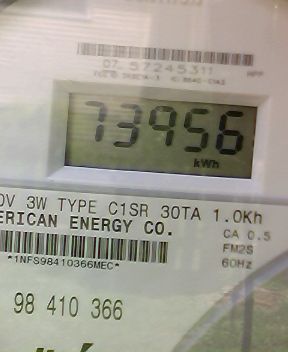 07 57245311
73956
kWh
0V 3W TYPE C1SR 30TA 1.0Kh
ERICAN ENERGY CO.
CA 0.5
FM2S
60Hz
*1NFS98410366MEC*
98 410 366